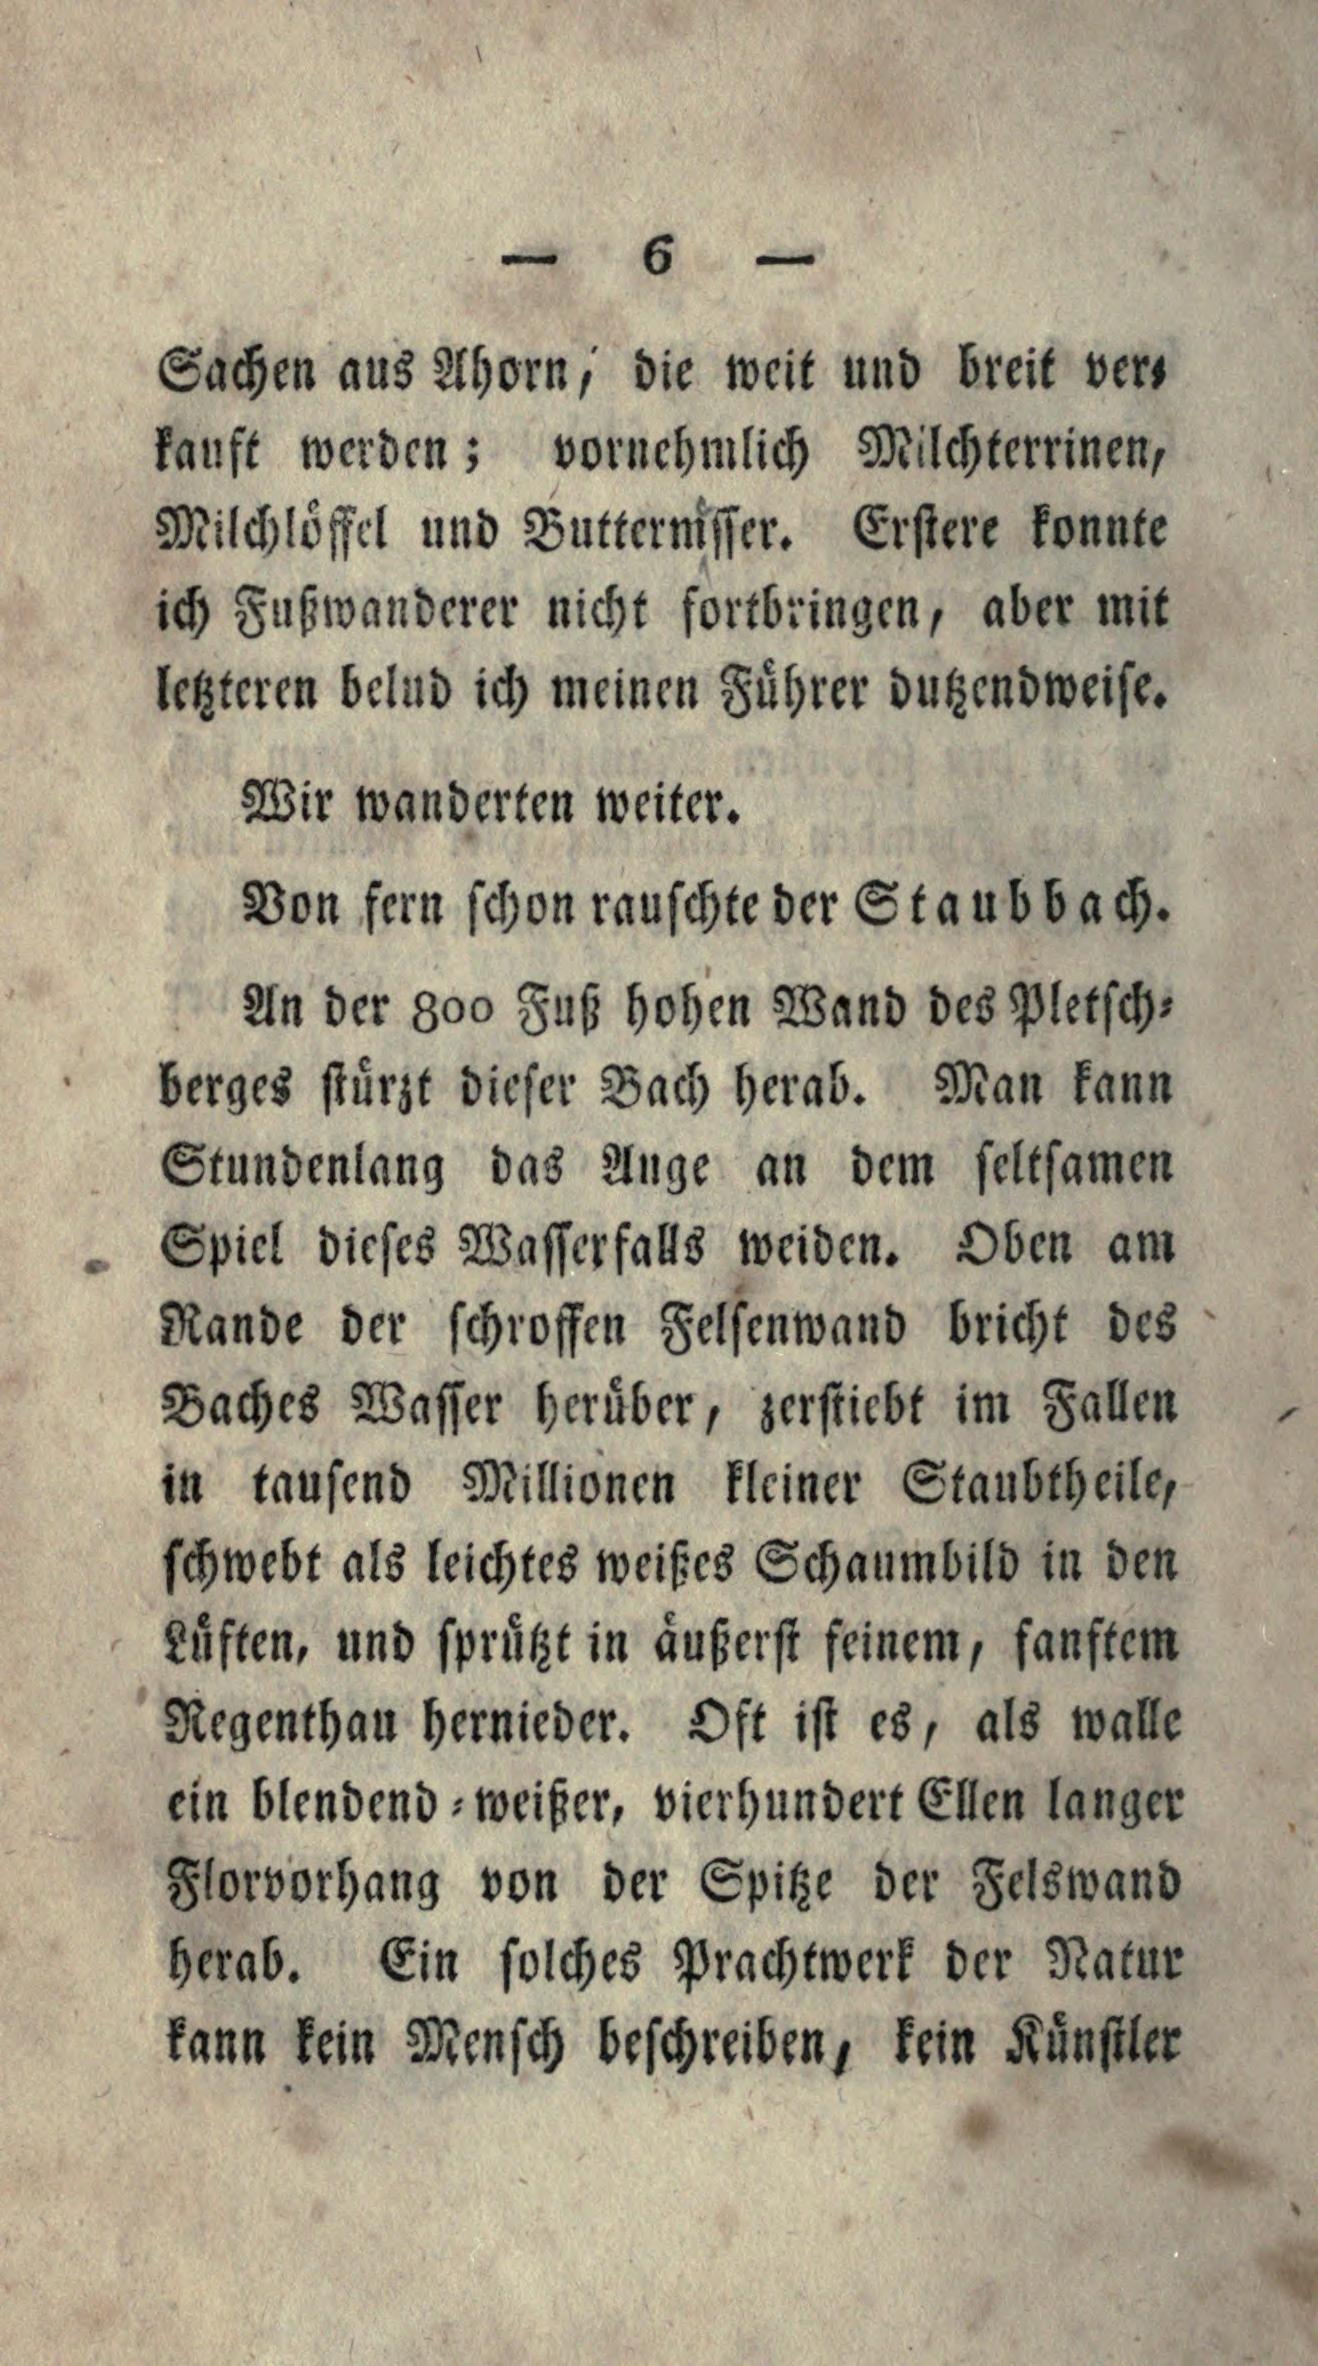 — 6 —
Sachen aus Ahorn, die weit und breit ver⸗
kauft werden; vornehmlich Milchterrinen,
Milchlöffel und Butternisser. Erstere konnte
ich Fußwanderer nicht fortbringen, aber mit
letzteren belud ich meinen Führer dutzendweise.
Wir wanderten weiter.
Von fern schon rauschte der Staubbach.
An der 800 Fuß hohen Wand des Pletsch⸗
berges stürzt dieser Bach herab. Man kann
Stundenlang das Auge an dem seltsamen
Spiel dieses Wasserfalls weiden. Oben am
Rande der schroffen Felsenwand bricht des
Baches Wasser herüber, zerstiebt im Fallen
in tausend Millionen kleiner Staubtheile,
schwebt als leichtes weißes Schaumbild in den
Lüften, und sprützt in äußerst feinem, sanftem
Regenthau hernieder. Oft ist es, als walle
ein blendend⸗weißer, vierhundert Ellen langer
Florvorhang von der Spitze der Felswand
herab. Ein solches Prachtwerk der Natur
kann kein Mensch beschreiben, kein Künstler